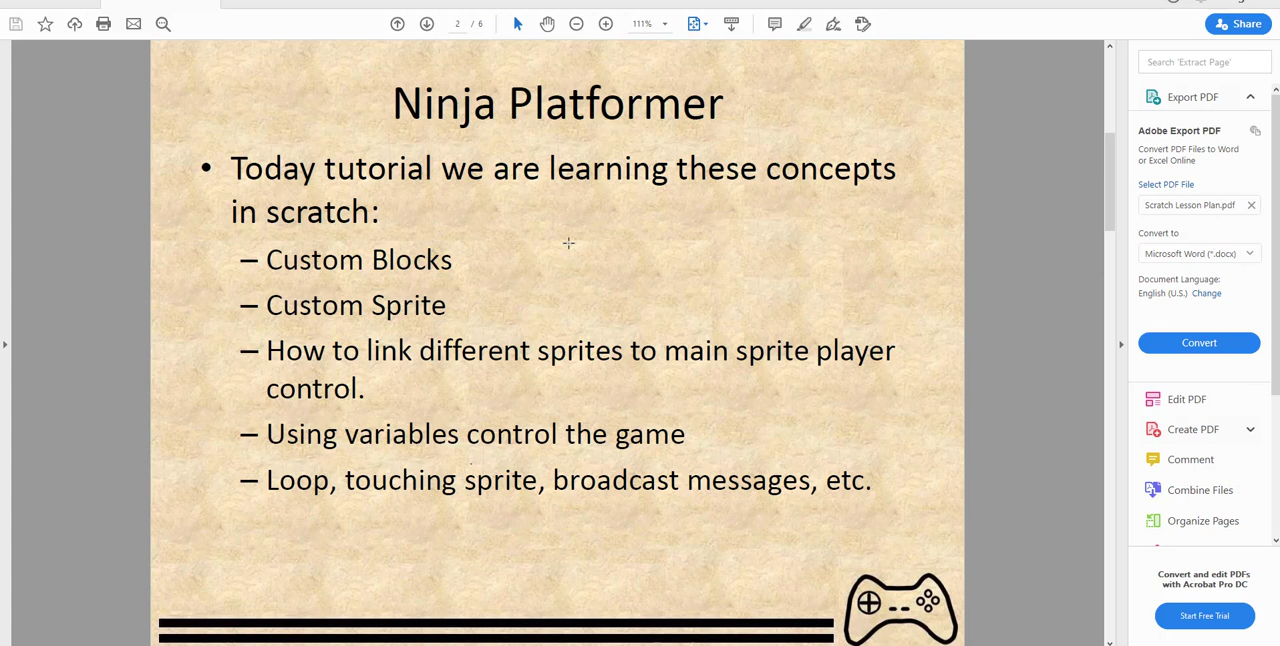 2 / 6
111%
Share
Ninja Platformer
• Today tutorial we are learning these concepts
in scratch:
– Custom Blocks
– Custom Sprite
– How to link different sprites to main sprite player
control.
– Using variables control the game
– Loop, touching sprite, broadcast messages, etc.
Search 'Extract Page'
Export PDF
Adobe Export PDF
Convert PDF Files to Word
or Excel Online
Select PDF File
Scratch Lesson Plan.pdf
Convert to
Microsoft Word (*.docx)
Document Language:
English (U.S.) Change
Convert
Edit PDF
Create PDF
Comment
Combine Files
Organize Pages
Convert and edit PDFs
with Acrobat Pro DC
Start Free Trial